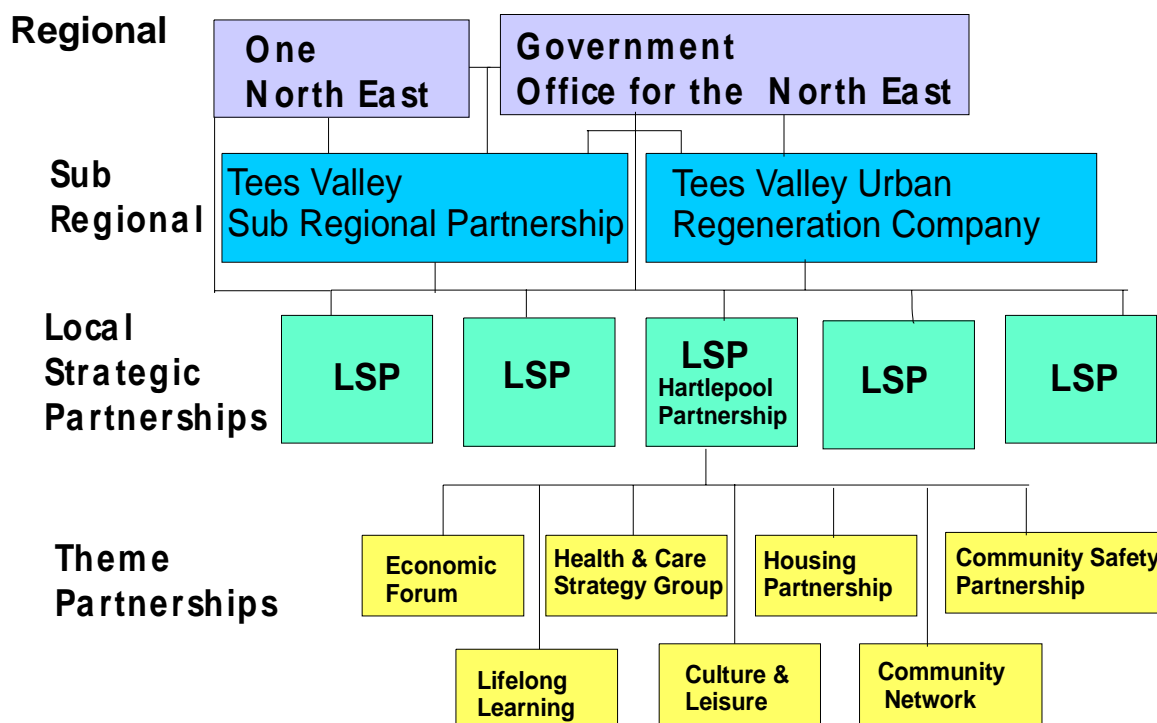 Regional
One
North East
Government
Office for the North East
Sub
Regional
Tees Valley
Sub Regional Partnership
Tees Valley Urban
Regeneration Company
Local
Strategic
Partnerships
LSP
LSP
LSP
Hartlepool
Partnership
LSP
LSP
Theme
Partnerships
Economic
Forum
Health & Care
Strategy Group
Housing
Partnership
Community Safety
Partnership
Lifelong
Learning
Culture &
Leisure
Community
Network